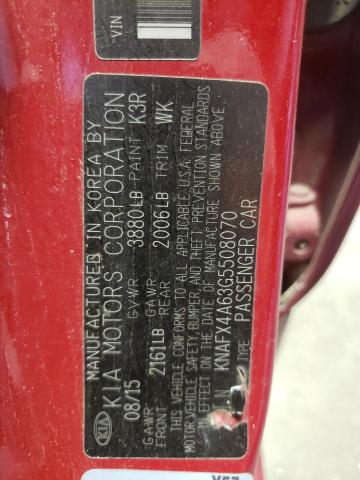 VIN
MANUFACTURED IN KOREA BY
KIA MOTORS CORPORATION
08/15 GVWR 3880LB PAINT K3R
GAWR FRONT 2161LB GAWR REAR 2006LB TRIM WK
THIS VEHICLE CONFORMS TO ALL APPLICABLE U.S.A. FEDERAL
MOTOR VEHICLE SAFETY, BUMPER, AND THEFT PREVENTION STANDARDS
IN EFFECT ON THE DATE OF MANUFACTURE SHOWN ABOVE.
KNAFX4A63G5508070
TYPE PASSENGER CAR
KIA